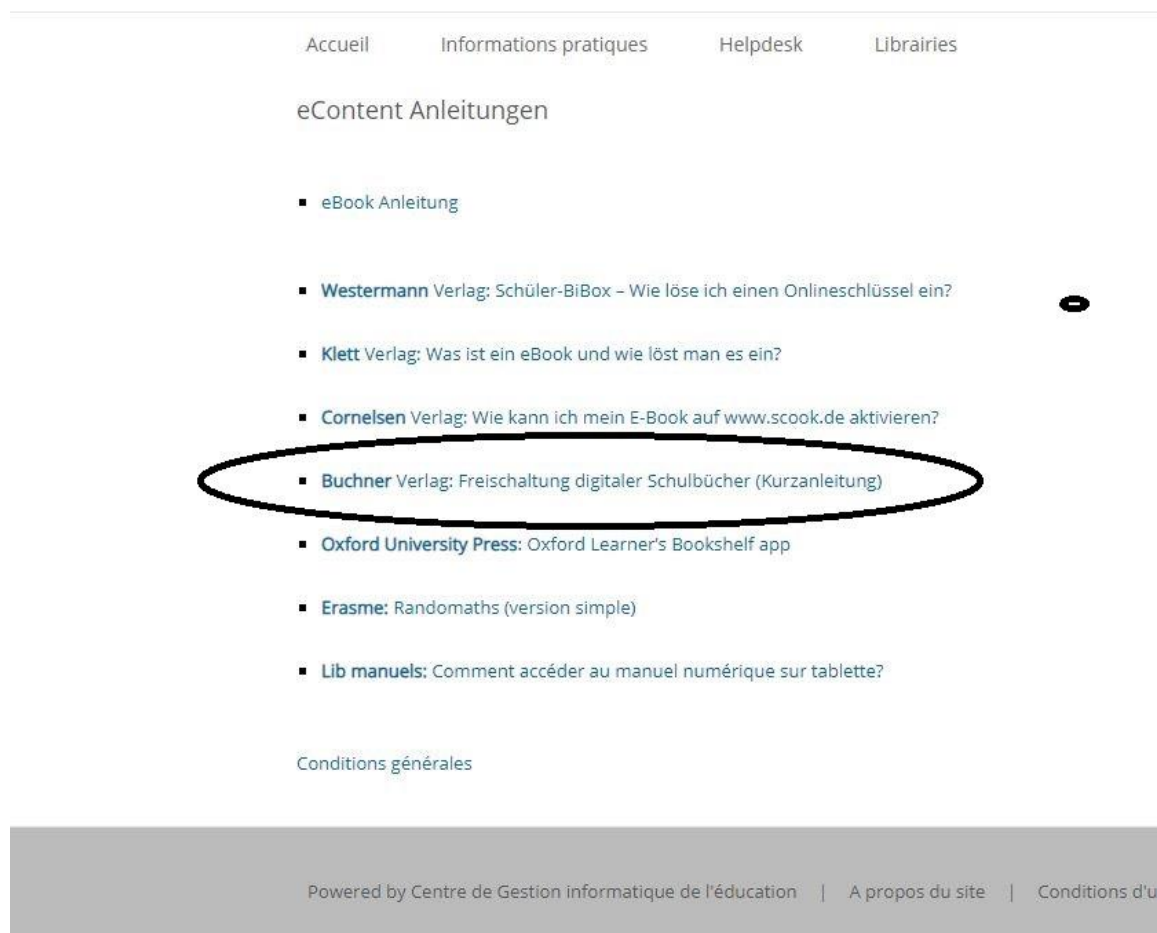 Accueil Informations pratiques Helpdesk Librairies
eContent Anleitungen
eBook Anleitung
Westermann Verlag: Schüler-BiBox – Wie löse ich einen Onlineschlüssel ein?
Klett Verlag: Was ist ein eBook und wie löst man es ein?
Cornelsen Verlag: Wie kann ich mein E-Book auf www.scook.de aktivieren?
Buchner Verlag: Freischaltung digitaler Schulbücher (Kurzanleitung)
Oxford University Press: Oxford Learner's Bookshelf app
Erasme: Randomaths (version simple)
Lib manuels: Comment accéder au manuel numérique sur tablette?
Conditions générales
Powered by Centre de Gestion informatique de l'éducation | A propos du site | Conditions d'u